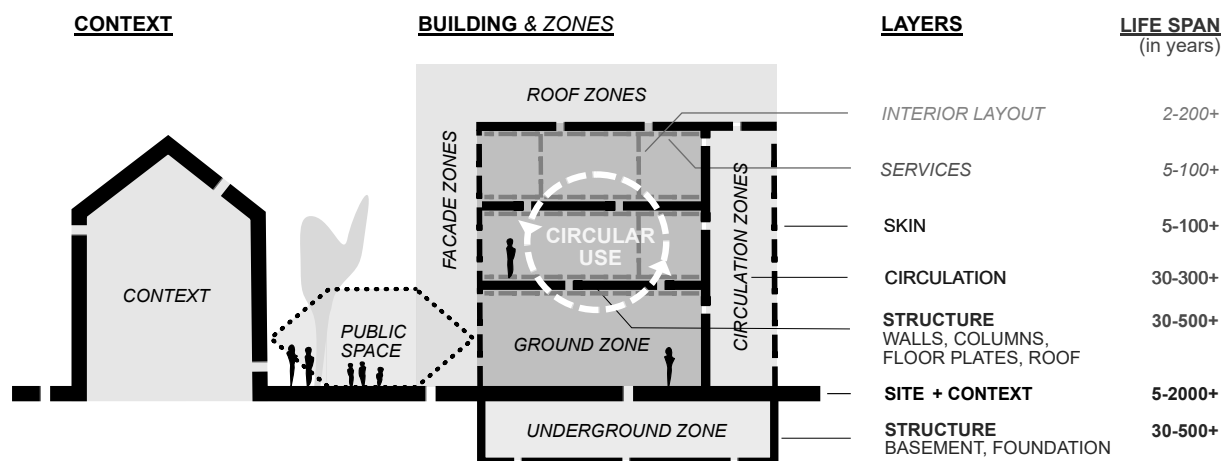 CONTEXT
BUILDING & ZONES
LAYERS
LIFE SPAN
(in years)
ROOF ZONES
FACADE ZONES
CIRCULAR
USE
CIRCULATION ZONES
CONTEXT
PUBLIC
SPACE
GROUND ZONE
UNDERGROUND ZONE
INTERIOR LAYOUT 2-200+
SERVICES 5-100+
SKIN 5-100+
CIRCULATION 30-300+
STRUCTURE 30-500+
WALLS, COLUMNS,
FLOOR PLATES, ROOF
SITE + CONTEXT 5-2000+
STRUCTURE 30-500+
BASEMENT, FOUNDATION